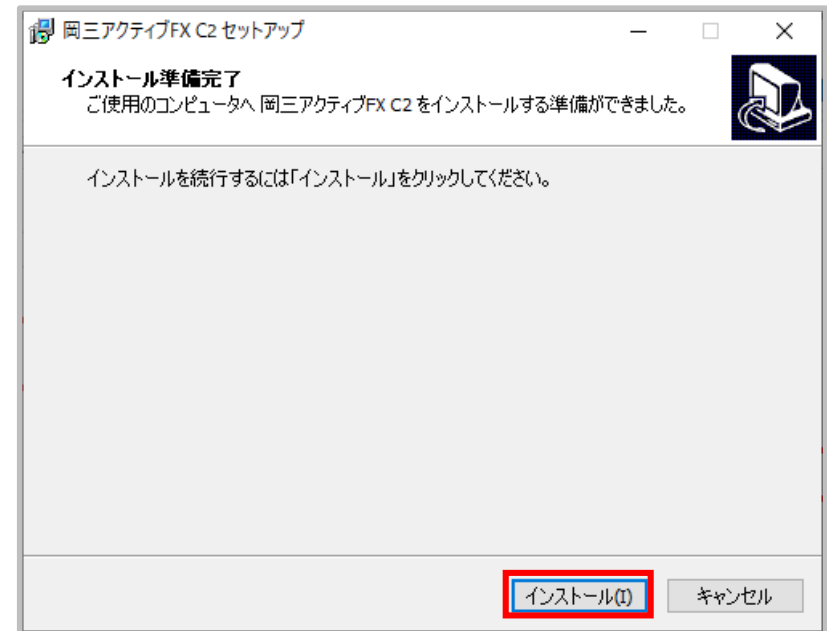 岡三アクティブFX C2 セットアップ
インストール準備完了
ご使用のコンピュータへ 岡三アクティブFX C2 をインストールする準備ができました。
インストールを続行するには「インストール」をクリックしてください。
インストール(I)
キャンセル